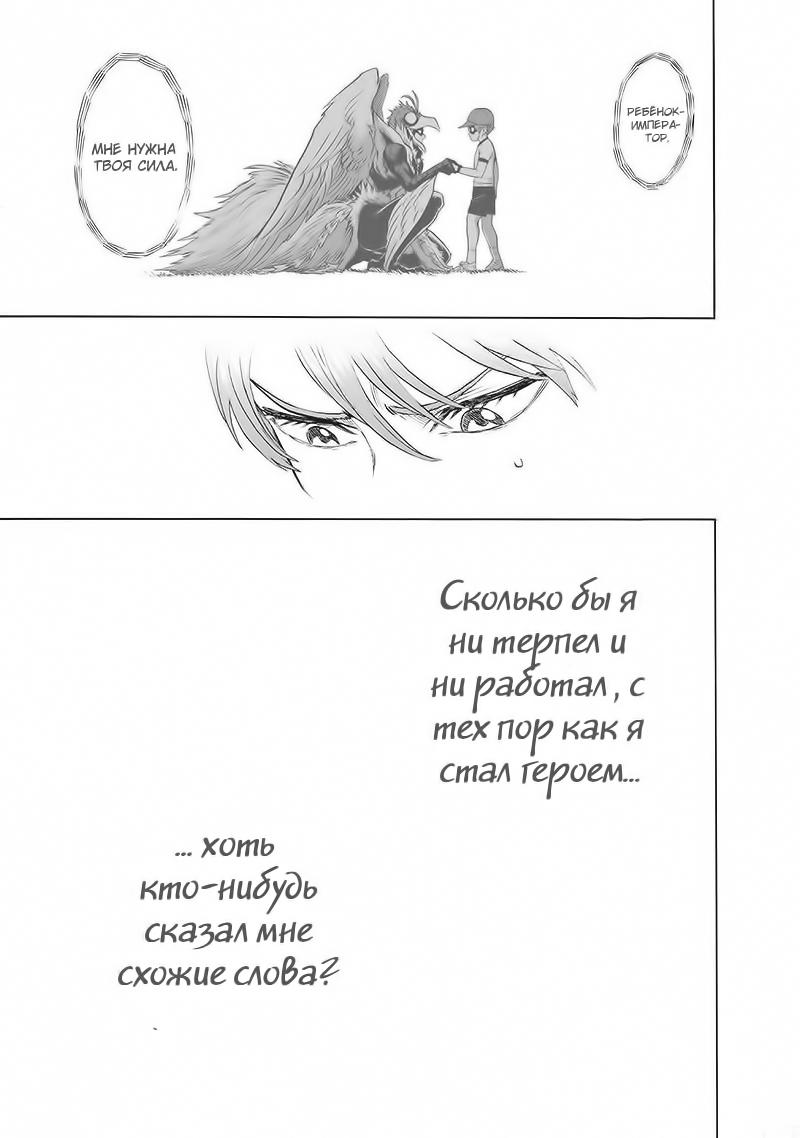 РЕБЁНОК-
ИМПЕРА-
ТОР,
МНЕ НУЖНА
ТВОЯ СИЛА.
Сколько бы я
ни терпел и
ни работал, с
тех пор как я
стал героем...
... хоть
кто-нибудь
сказал мне
схожие слова?